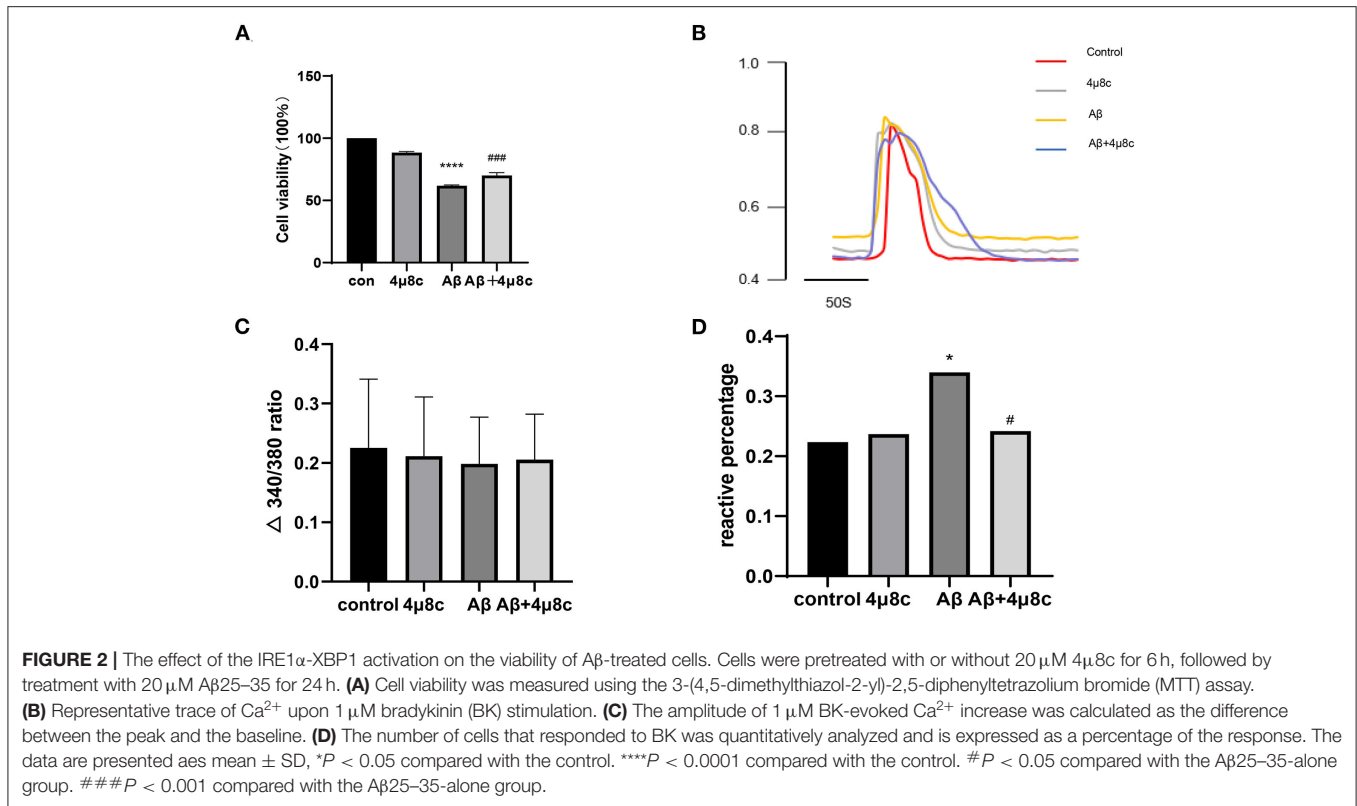 A
150
100
50
0
Cell viability (100%)
****
###
con 4μ8c Aβ Aβ+4μ8c
B
1.0
0.8
0.6
0.4
50S
Control
4μ8c
Aβ
Aβ+4μ8c
C
0.4
0.3
0.2
0.1
0.0
△ 340/380 ratio
control 4μ8c Aβ Aβ+4μ8c
D
0.4
0.3
0.2
0.1
0.0
reactive percentage
*
#
control 4μ8c Aβ Aβ+4μ8c
FIGURE 2 | The effect of the IRE1α-XBP1 activation on the viability of Aβ-treated cells. Cells were pretreated with or without 20 μM 4μ8c for 6 h, followed by
treatment with 20 μM Aβ25–35 for 24 h. (A) Cell viability was measured using the 3-(4,5-dimethylthiazol-2-yl)-2,5-diphenyltetrazolium bromide (MTT) assay.
(B) Representative trace of Ca²⁺ upon 1 μM bradykinin (BK) stimulation. (C) The amplitude of 1 μM BK-evoked Ca²⁺ increase was calculated as the difference
between the peak and the baseline. (D) The number of cells that responded to BK was quantitatively analyzed and is expressed as a percentage of the response. The
data are presented aes mean ± SD, *P < 0.05 compared with the control. ****P < 0.0001 compared with the control. #P < 0.05 compared with the Aβ25–35-alone
group. ###P < 0.001 compared with the Aβ25–35-alone group.